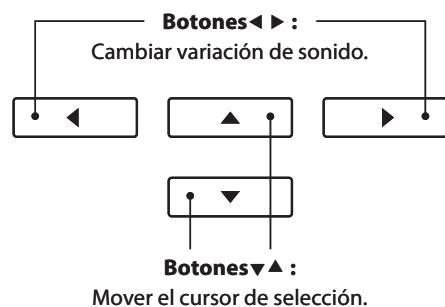 Botones◀ ▶ :
Cambiar variación de sonido.
◀
▲
▶
▼
Botones▼▲ :
Mover el cursor de selección.